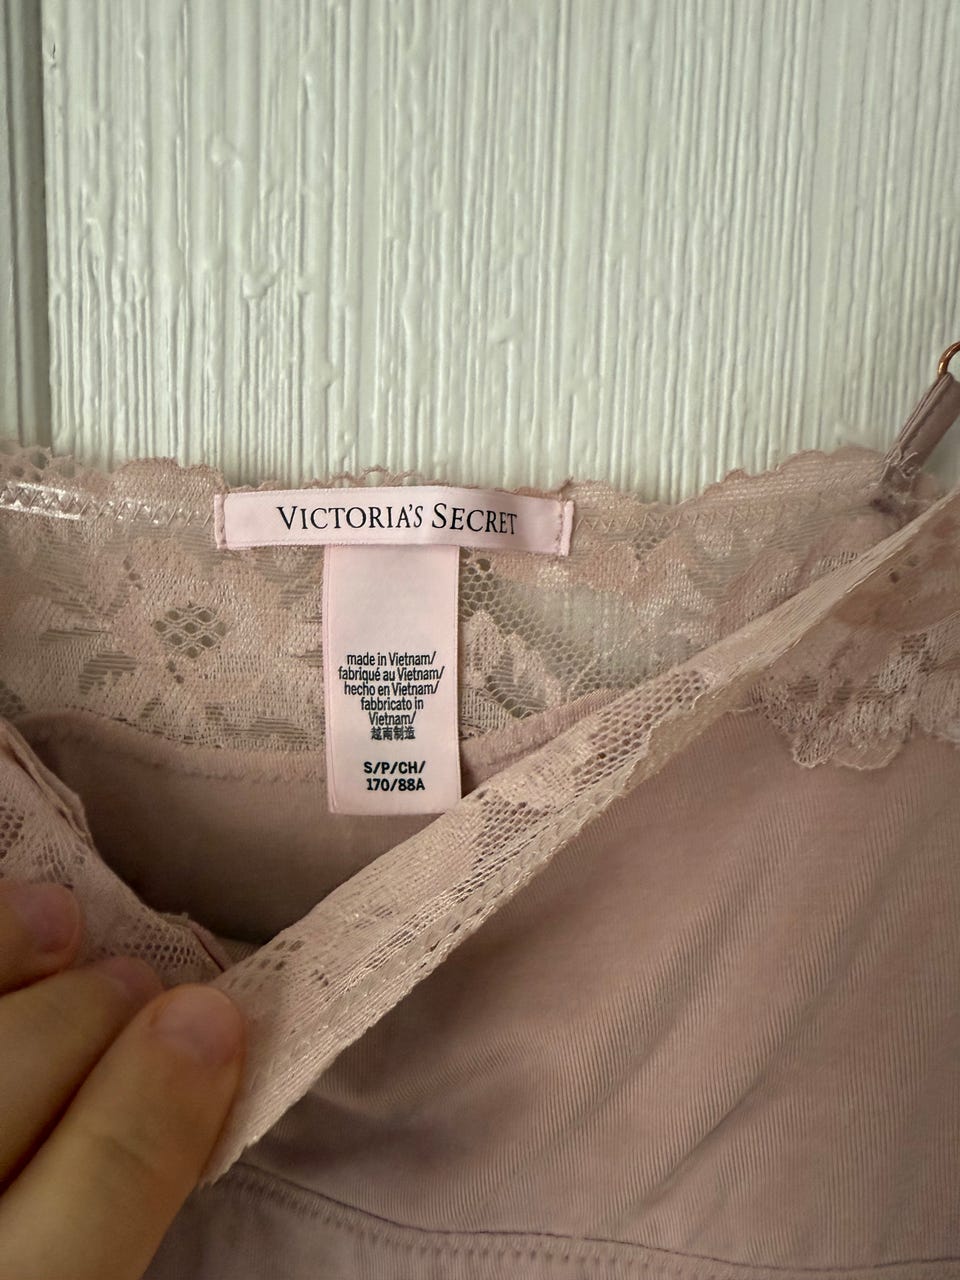 VICTORIA'S SECRET
made in Vietnam/
fabriqué au Vietnam/
hecho en Vietnam/
fabbricato in
Vietnam/
越南制造
S/P/CH/
170/88A